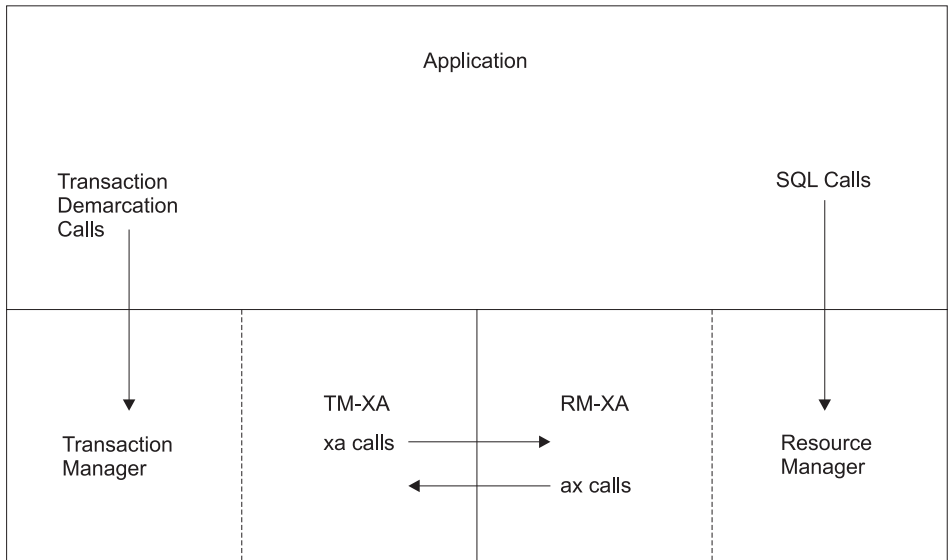 Application
Transaction
Demarcation
Calls
SQL Calls
TM-XA
RM-XA
xa calls
ax calls
Transaction
Manager
Resource
Manager